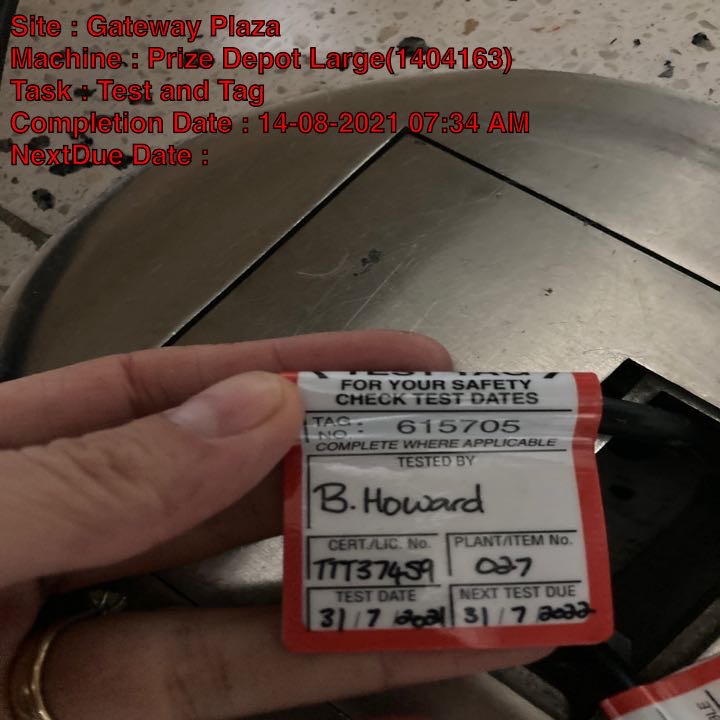 Site : Gateway Plaza
Machine : Prize Depot Large(1404163)
Task : Test and Tag
Completion Date : 14-08-2021 07:34 AM
NextDue Date :
TEST TAG
FOR YOUR SAFETY
CHECK TEST DATES
TAG NO : 615705
COMPLETE WHERE APPLICABLE
TESTED BY
B. Howard
CERT./LIC. No. PLANT/ITEM No.
TTT37459 027
TEST DATE NEXT TEST DUE
31/7/2021 31/7/2022